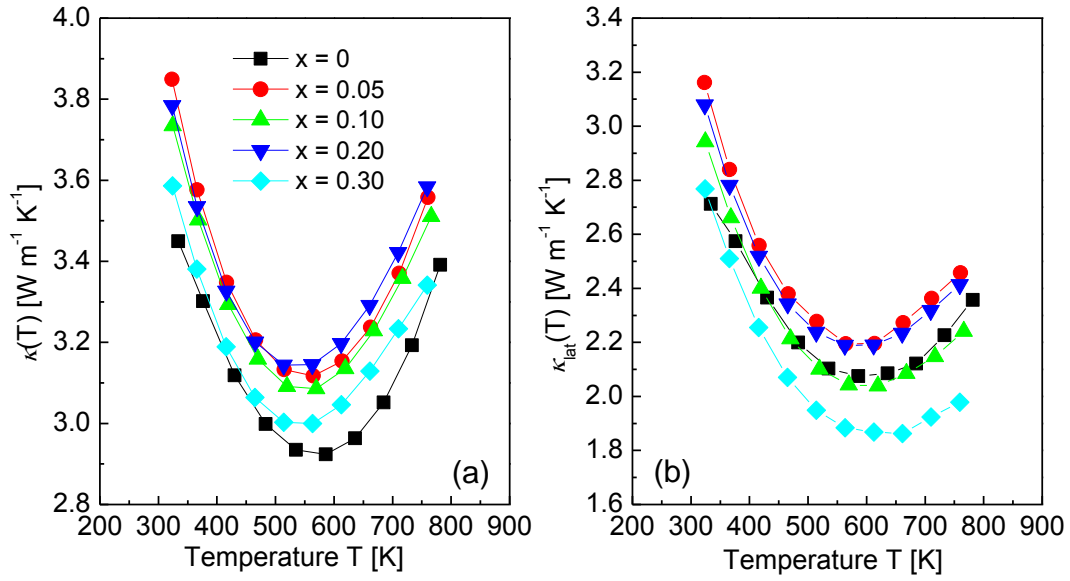 4.0
3.8
3.6
3.4
3.2
3.0
2.8
κ(T) [W m⁻¹ K⁻¹]
x = 0
x = 0.05
x = 0.10
x = 0.20
x = 0.30
(a)
200 300 400 500 600 700 800 900
Temperature T [K]
3.4
3.2
3.0
2.8
2.6
2.4
2.2
2.0
1.8
1.6
κ_lat(T) [W m⁻¹ K⁻¹]
(b)
200 300 400 500 600 700 800 900
Temperature T [K]